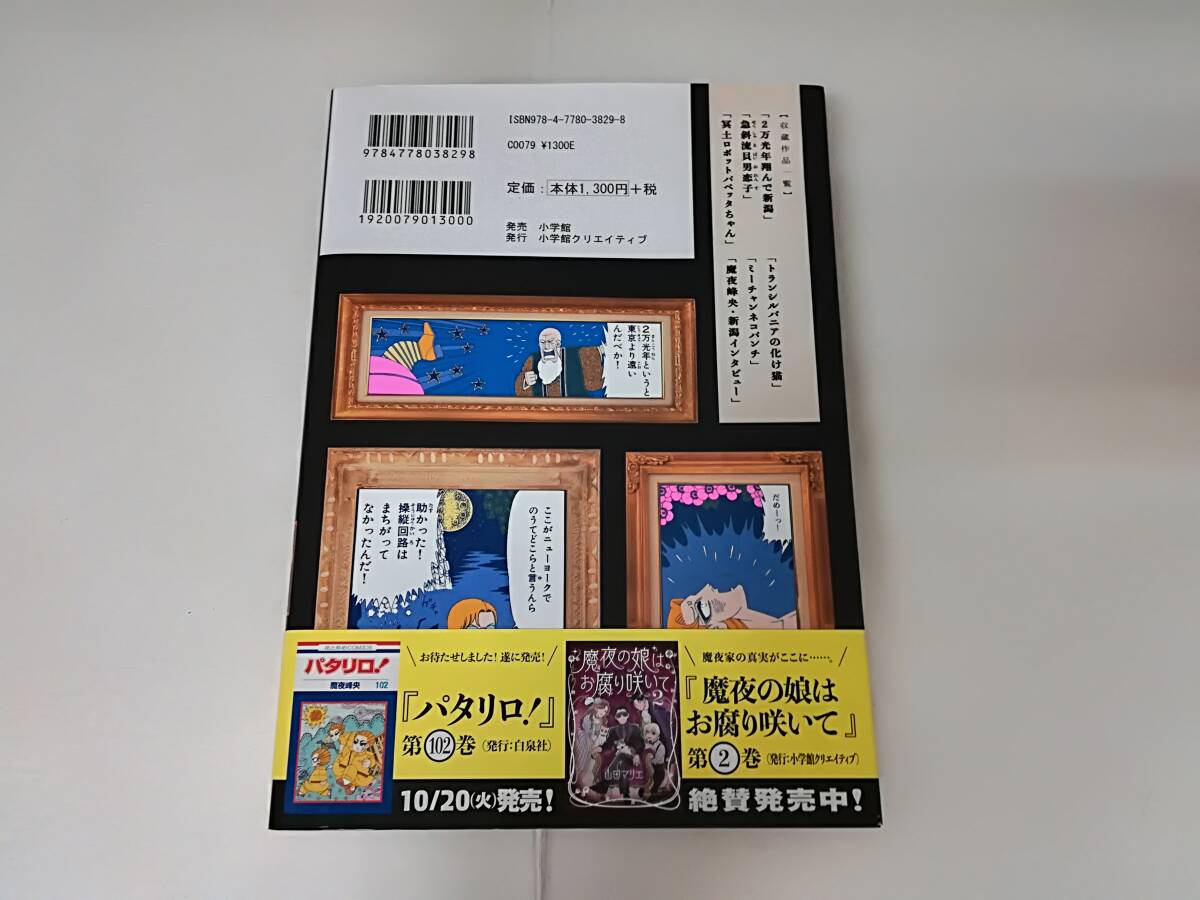 ISBN978-4-7780-3829-8
C0079 ¥1300E
定価：本体1,300円＋税
発売 小学館
発行 小学館クリエイティブ
9784778038298
1920079013000
【収蔵作品一覧】
「2万光年翔んで新潟」
「急斜流貝男恋子」
「冥土ロボットパペッタちゃん」
「トランシルバニアの化け猫」
「ミーチャンネコパンチ」
「魔夜峰央・新潟インタビュー」
2万光年というと
東京より遠い
んだべか！
ここがニューヨークで
のうてどこらと言うんら
助かった！
操縦回路は
まちがって
なかったんだ！
だめーっ！
花とゆめCOMICS
パタリロ！
魔夜峰央 102
お待たせしました！遂に発売！
『パタリロ！』
第102巻（発行：白泉社）
10/20(火)発売！
魔夜の娘は
お腐り咲いて
2
山田マリエ
魔夜家の真実がここに……。
『魔夜の娘は
お腐り咲いて』
第2巻（発行：小学館クリエイティブ）
絶賛発売中！